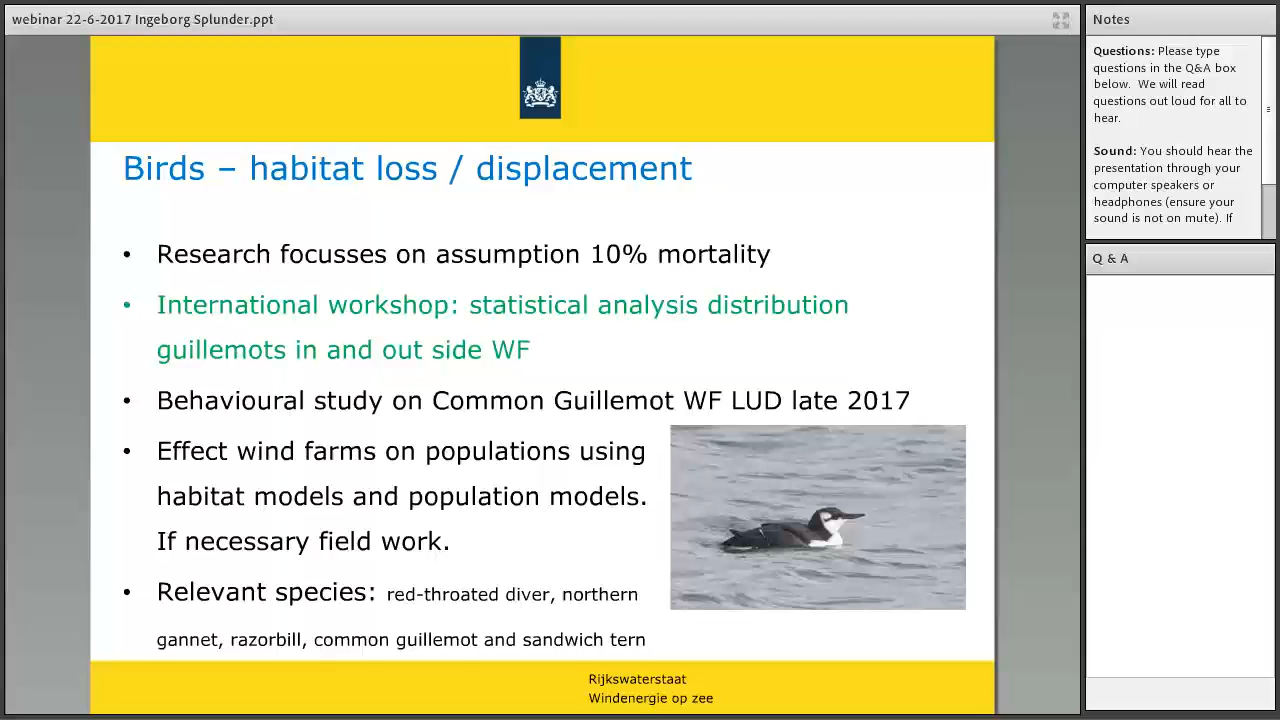 webinar 22-6-2017 Ingeborg Splunder.ppt
Birds – habitat loss / displacement
• Research focusses on assumption 10% mortality
• International workshop: statistical analysis distribution
guillemots in and out side WF
• Behavioural study on Common Guillemot WF LUD late 2017
• Effect wind farms on populations using
habitat models and population models.
If necessary field work.
• Relevant species: red-throated diver, northern
gannet, razorbill, common guillemot and sandwich tern
Rijkswaterstaat
Windenergie op zee
Notes
Questions: Please type
questions in the Q&A box
below. We will read
questions out loud for all to
hear.
Sound: You should hear the
presentation through your
computer speakers or
headphones (ensure your
sound is not on mute). If
Q & A